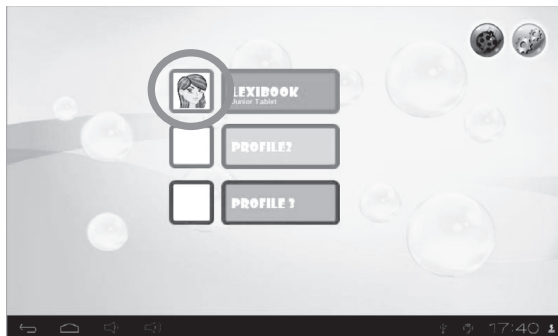 LEXIBOOK
Junior Tablet
PROFILE2
PROFILE 3
17:40